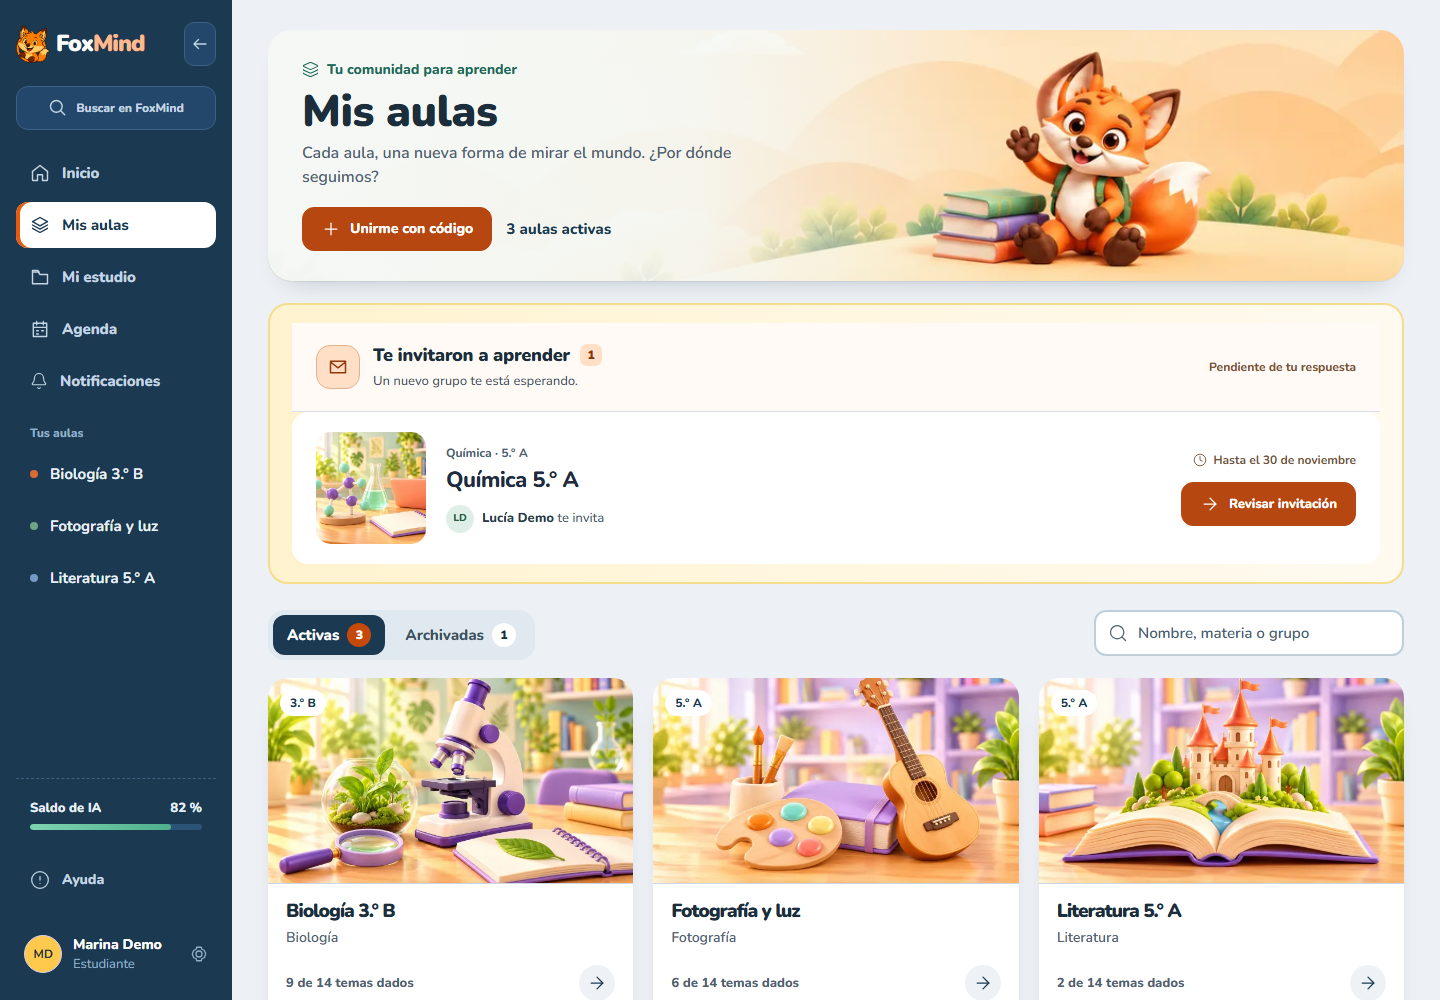 FoxMind
Buscar en FoxMind
Inicio
Mis aulas
Mi estudio
Agenda
Notificaciones
Tus aulas
Biología 3.º B
Fotografía y luz
Literatura 5.º A
Saldo de IA 82 %
Ayuda
MD
Marina Demo
Estudiante
Tu comunidad para aprender
Mis aulas
Cada aula, una nueva forma de mirar el mundo. ¿Por dónde
seguimos?
Unirme con código
3 aulas activas
Te invitaron a aprender 1
Un nuevo grupo te está esperando.
Pendiente de tu respuesta
Química · 5.º A
Química 5.º A
LD Lucía Demo te invita
Hasta el 30 de noviembre
Revisar invitación
Activas 3
Archivadas 1
Nombre, materia o grupo
3.º B
Biología 3.º B
Biología
9 de 14 temas dados
5.º A
Fotografía y luz
Fotografía
6 de 14 temas dados
5.º A
Literatura 5.º A
Literatura
2 de 14 temas dados